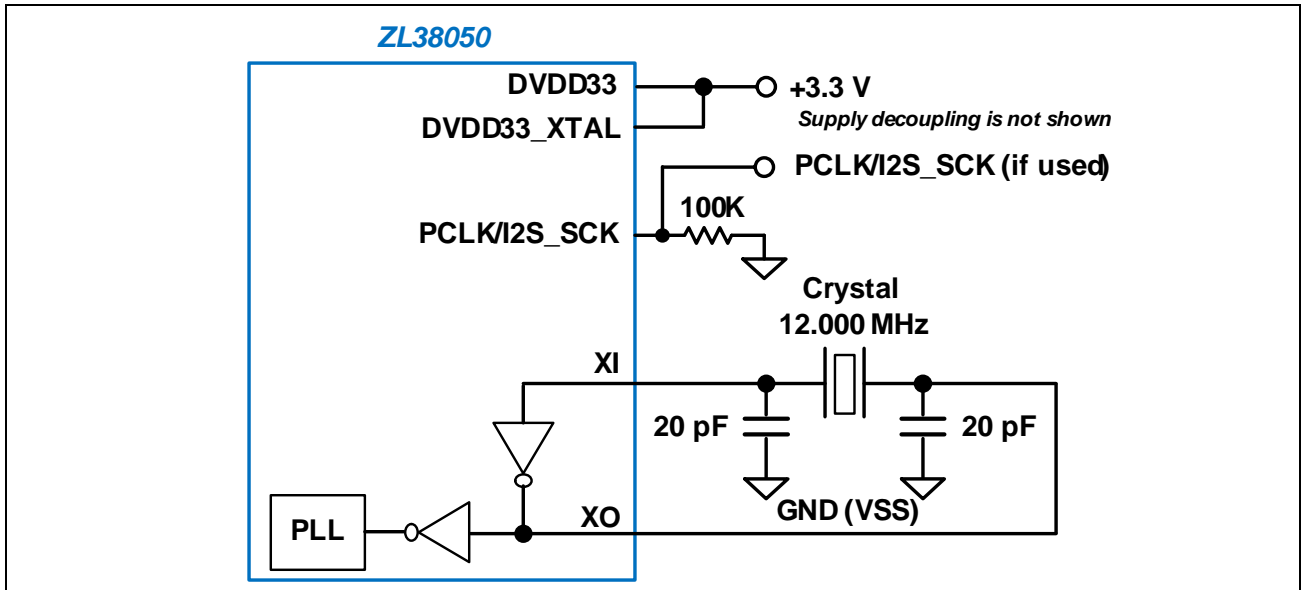 ZL38050
DVDD33
+3.3 V
DVDD33_XTAL
Supply decoupling is not shown
PCLK/I2S_SCK (if used)
100K
PCLK/I2S_SCK
Crystal
12.000 MHz
XI
20 pF
20 pF
GND (VSS)
XO
PLL